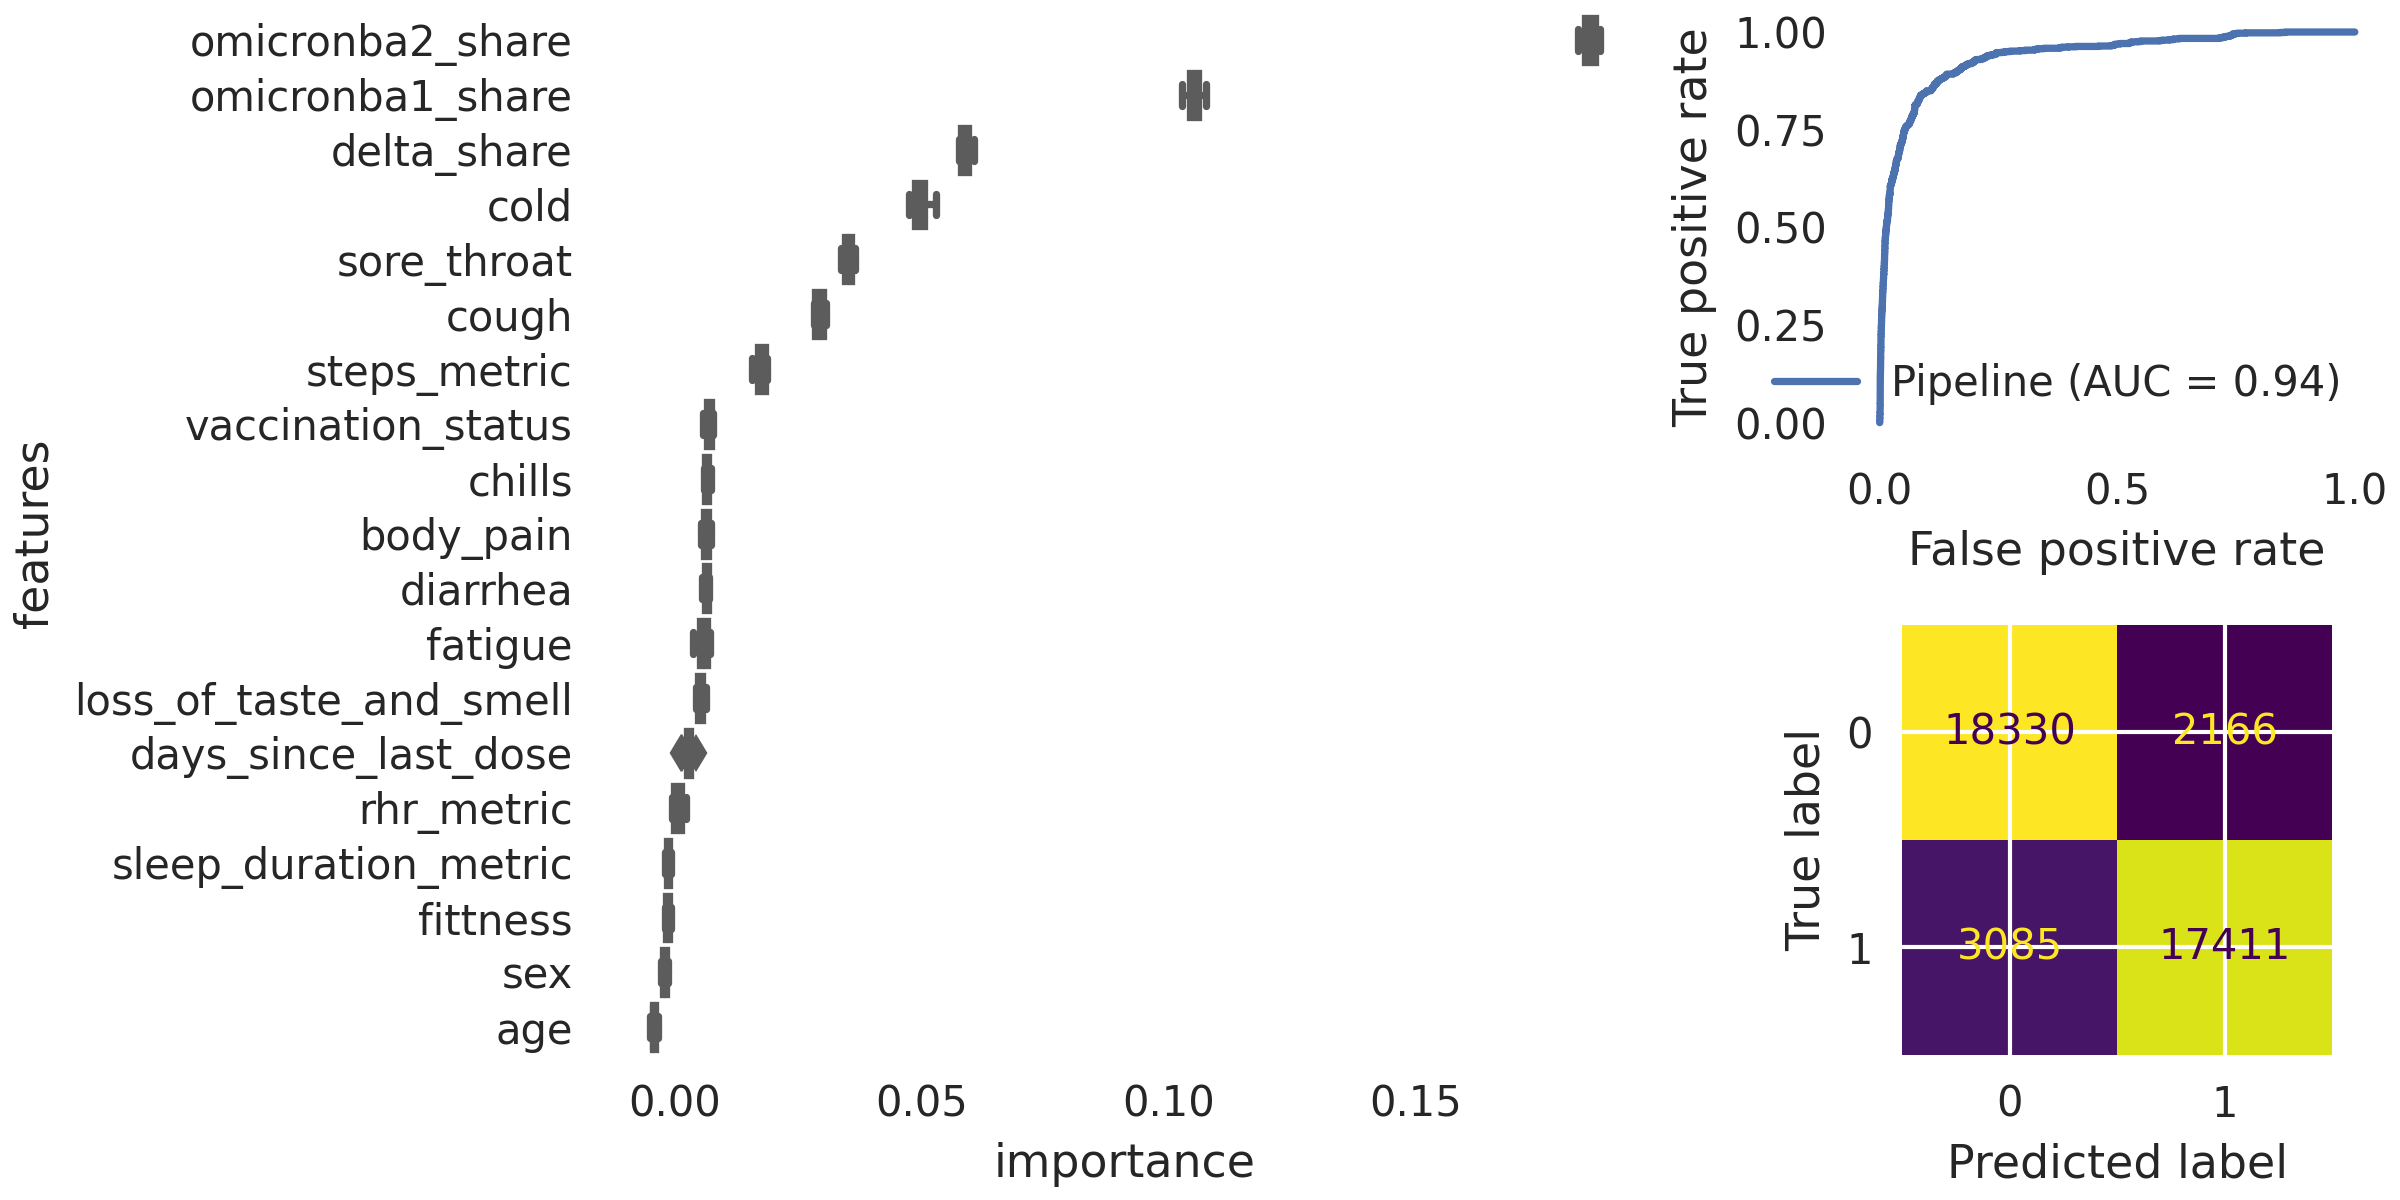 features
omicronba2_share
omicronba1_share
delta_share
cold
sore_throat
cough
steps_metric
vaccination_status
chills
body_pain
diarrhea
fatigue
loss_of_taste_and_smell
days_since_last_dose
rhr_metric
sleep_duration_metric
fittness
sex
age
0.00 0.05 0.10 0.15
importance
True positive rate
1.00
0.75
0.50
0.25
0.00
Pipeline (AUC = 0.94)
0.0 0.5 1.0
False positive rate
True label
0 18330 2166
1 3085 17411
0 1
Predicted label